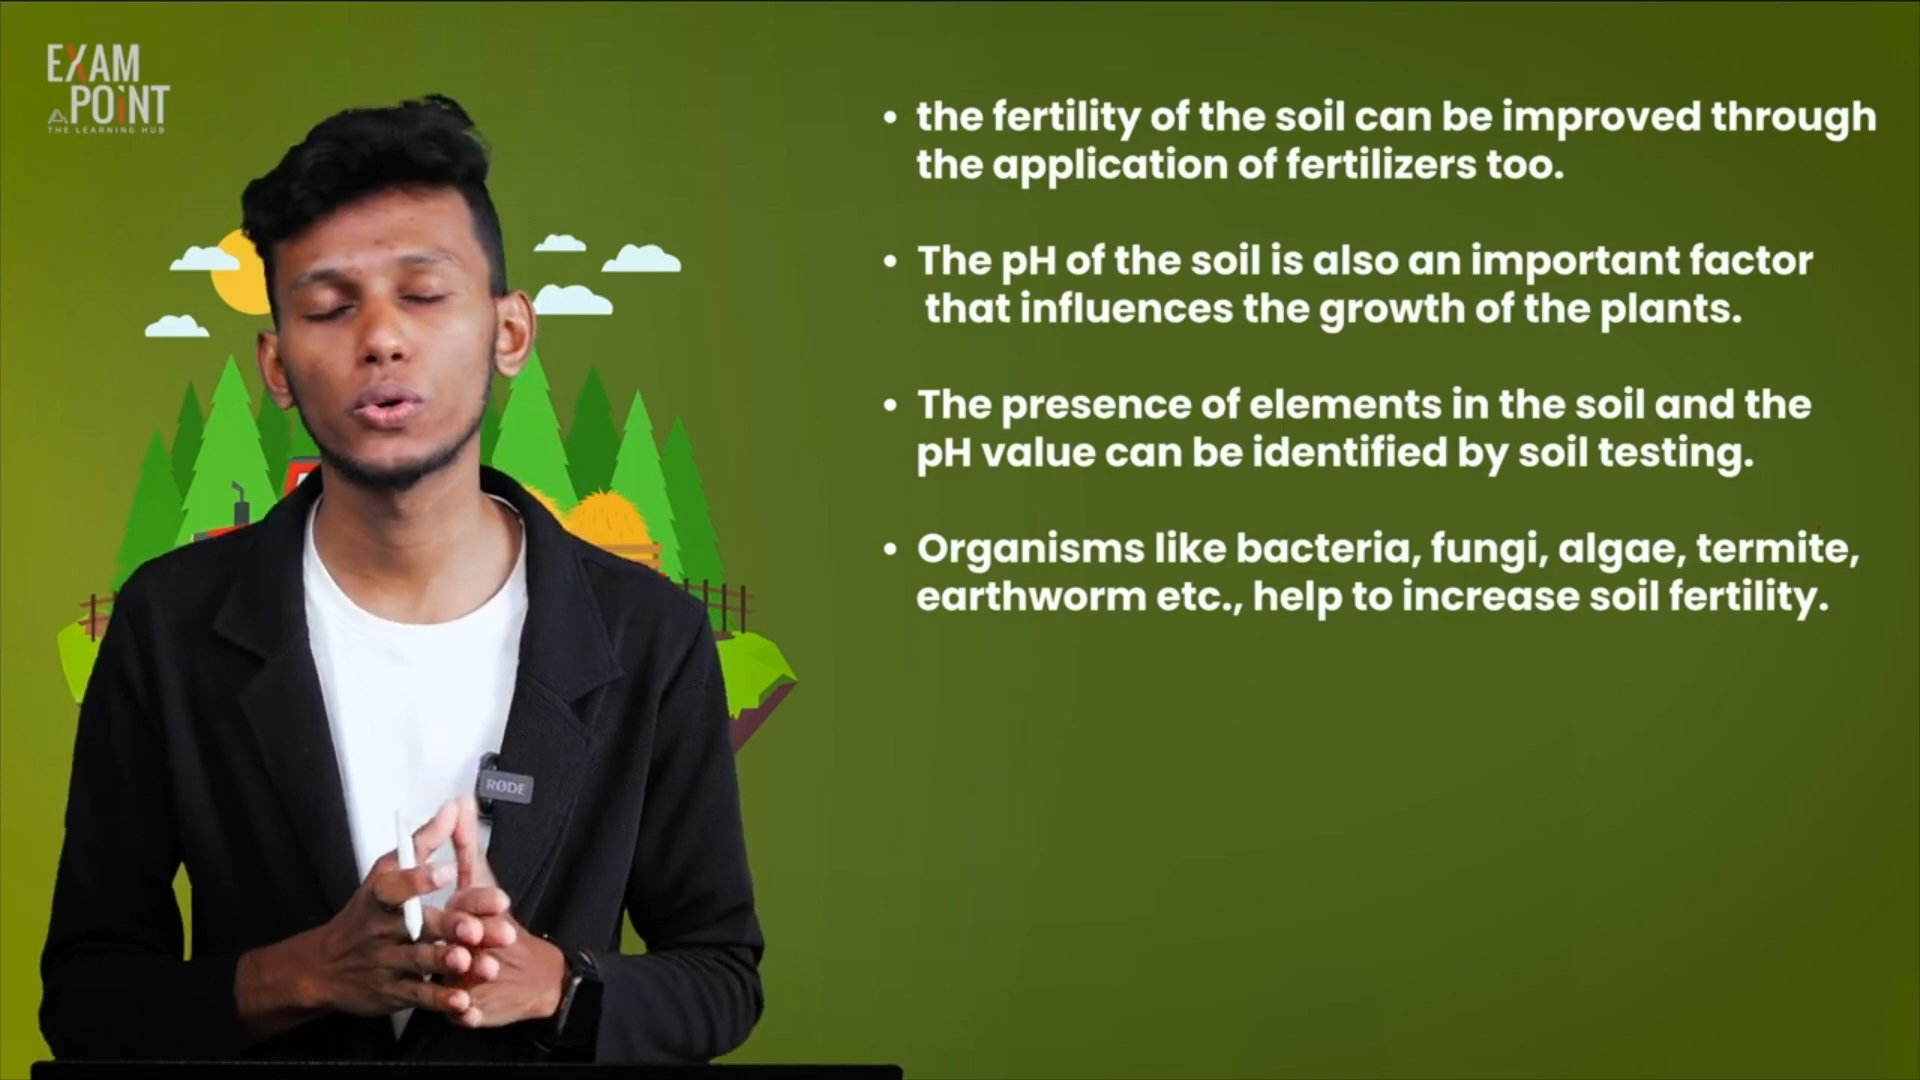 EXAM
POINT
THE LEARNING HUB
• the fertility of the soil can be improved through
the application of fertilizers too.
• The pH of the soil is also an important factor
that influences the growth of the plants.
• The presence of elements in the soil and the
pH value can be identified by soil testing.
• Organisms like bacteria, fungi, algae, termite,
earthworm etc., help to increase soil fertility.
RØDE